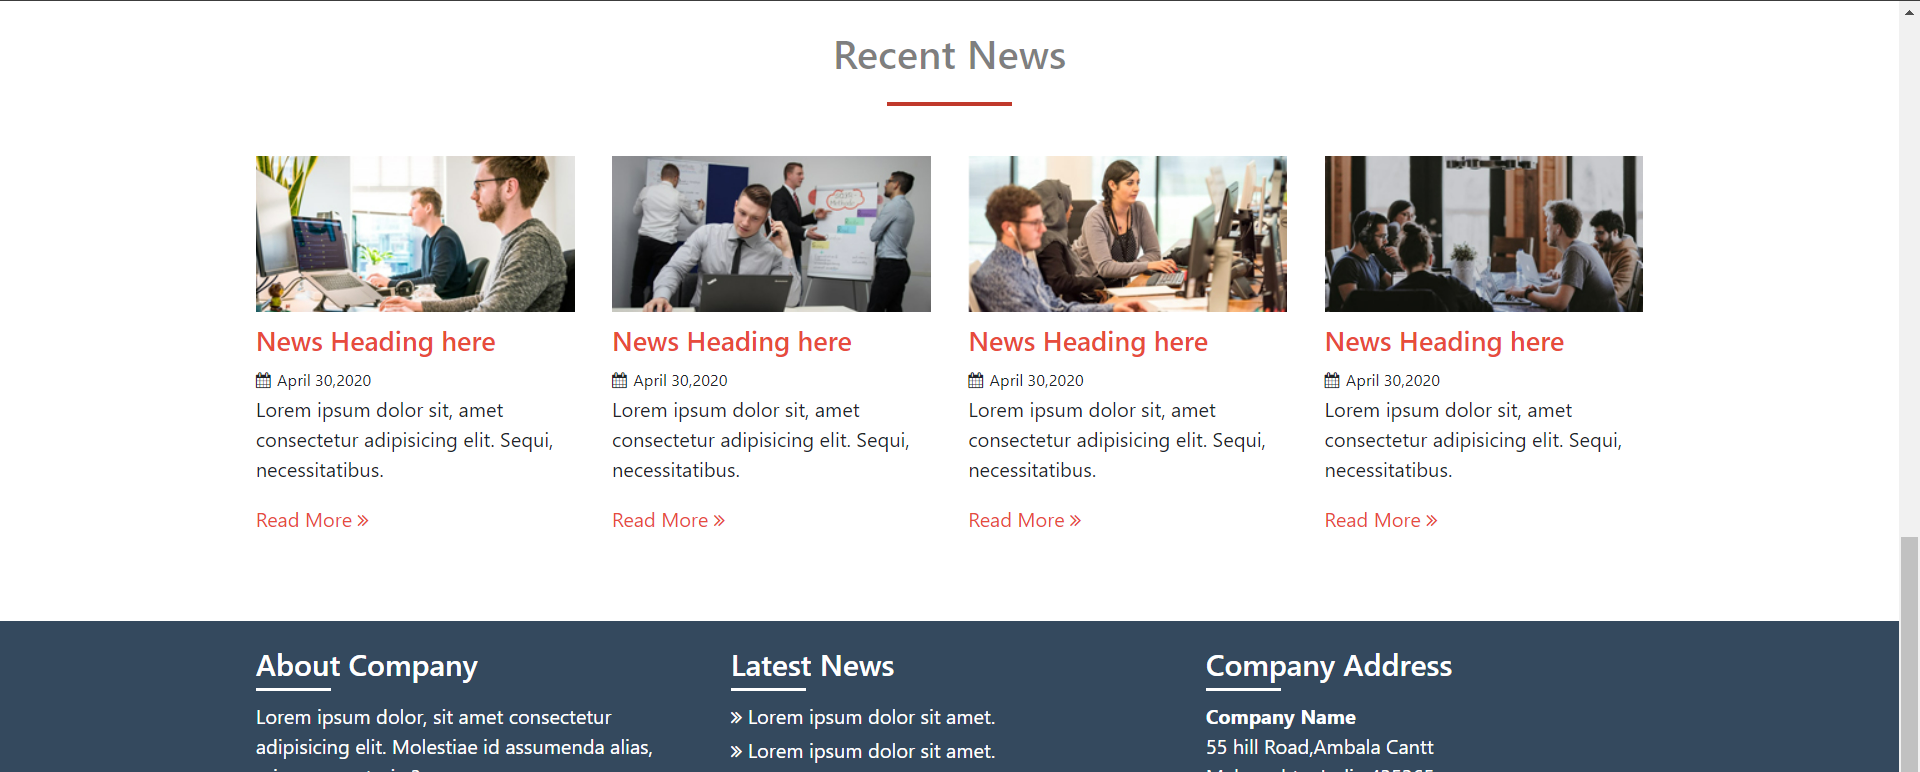 Recent News
News Heading here
April 30,2020
Lorem ipsum dolor sit, amet
consectetur adipisicing elit. Sequi,
necessitatibus.
Read More »
News Heading here
April 30,2020
Lorem ipsum dolor sit, amet
consectetur adipisicing elit. Sequi,
necessitatibus.
Read More »
News Heading here
April 30,2020
Lorem ipsum dolor sit, amet
consectetur adipisicing elit. Sequi,
necessitatibus.
Read More »
News Heading here
April 30,2020
Lorem ipsum dolor sit, amet
consectetur adipisicing elit. Sequi,
necessitatibus.
Read More »
About Company
Lorem ipsum dolor, sit amet consectetur
adipisicing elit. Molestiae id assumenda alias,
Latest News
» Lorem ipsum dolor sit amet.
» Lorem ipsum dolor sit amet.
Company Address
Company Name
55 hill Road,Ambala Cantt